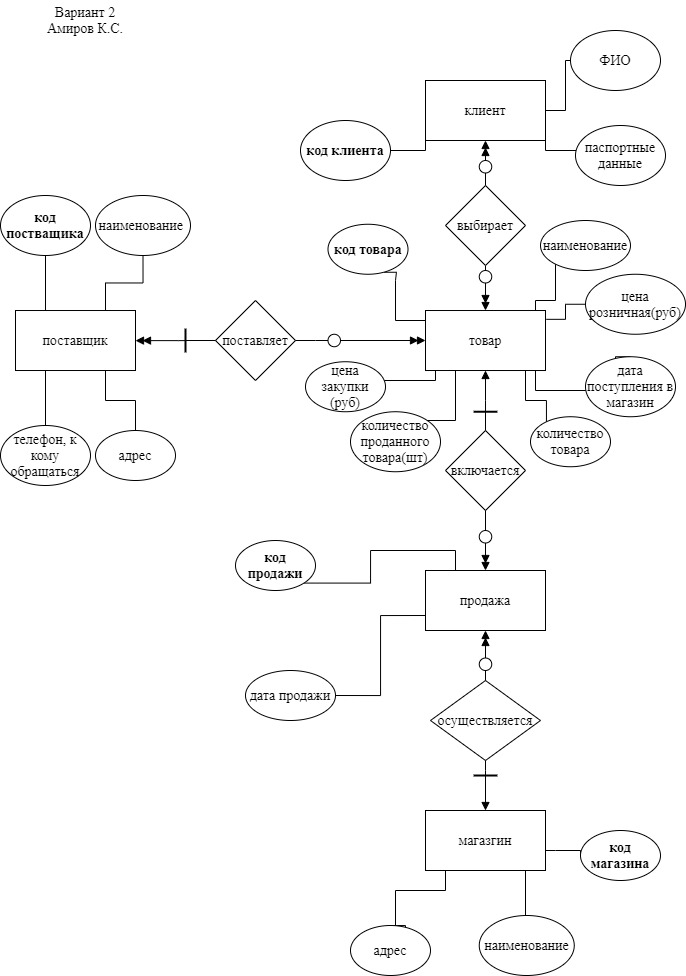 Вариант 2
Амиров К.С.
ФИО
клиент
код клиента
паспортные
данные
выбирает
код
постващика
наименование
код товара
наименование
цена
розничная(руб)
поставщик
поставляет
товар
цена
закупки
(руб)
дата
поступления в
магазин
количество
проданного
товара(шт)
количество
товара
телефон, к
кому
обращаться
адрес
включается
код
продажи
продажа
дата продажи
осуществляется
магазгин
код
магазина
адрес
наименование